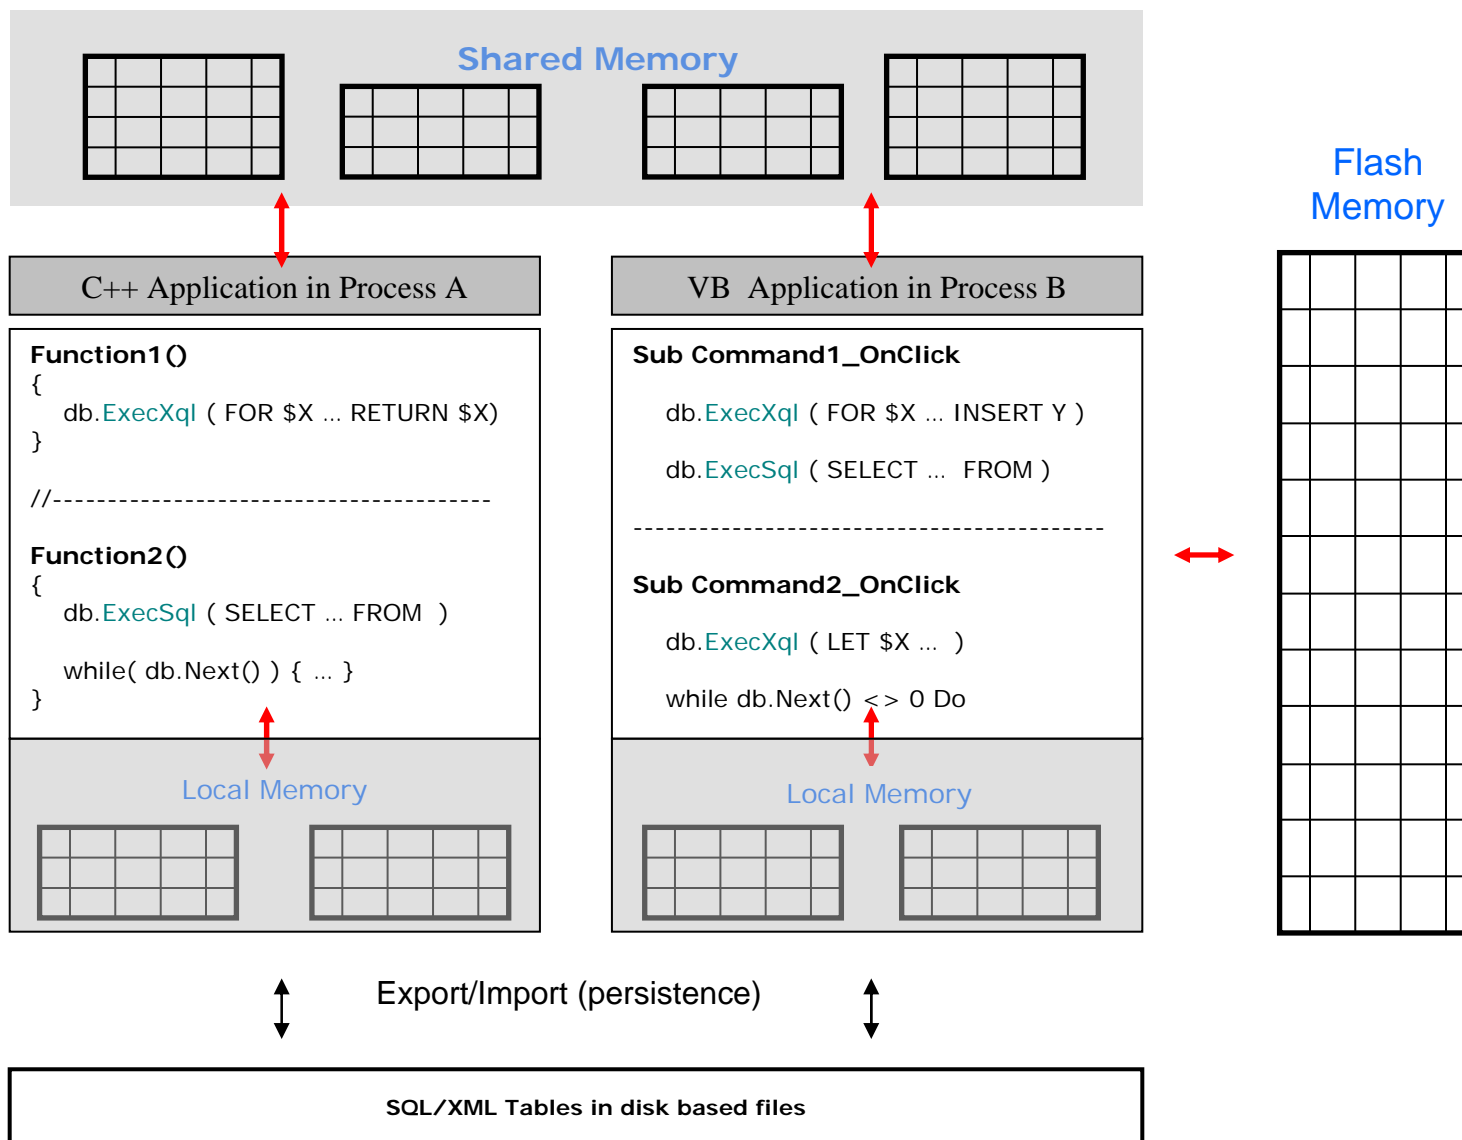 Shared Memory
Flash
Memory
C++ Application in Process A
Function1()
{
db.ExecXql ( FOR $X ... RETURN $X)
}
//----------------------------------------
Function2()
{
db.ExecSql ( SELECT ... FROM )
while( db.Next() ) { ... }
}
Local Memory
VB Application in Process B
Sub Command1_OnClick
db.ExecXql ( FOR $X ... INSERT Y )
db.ExecSql ( SELECT ... FROM )
-------------------------------------------
Sub Command2_OnClick
db.ExecXql ( LET $X ... )
while db.Next() <> 0 Do
Local Memory
Export/Import (persistence)
SQL/XML Tables in disk based files